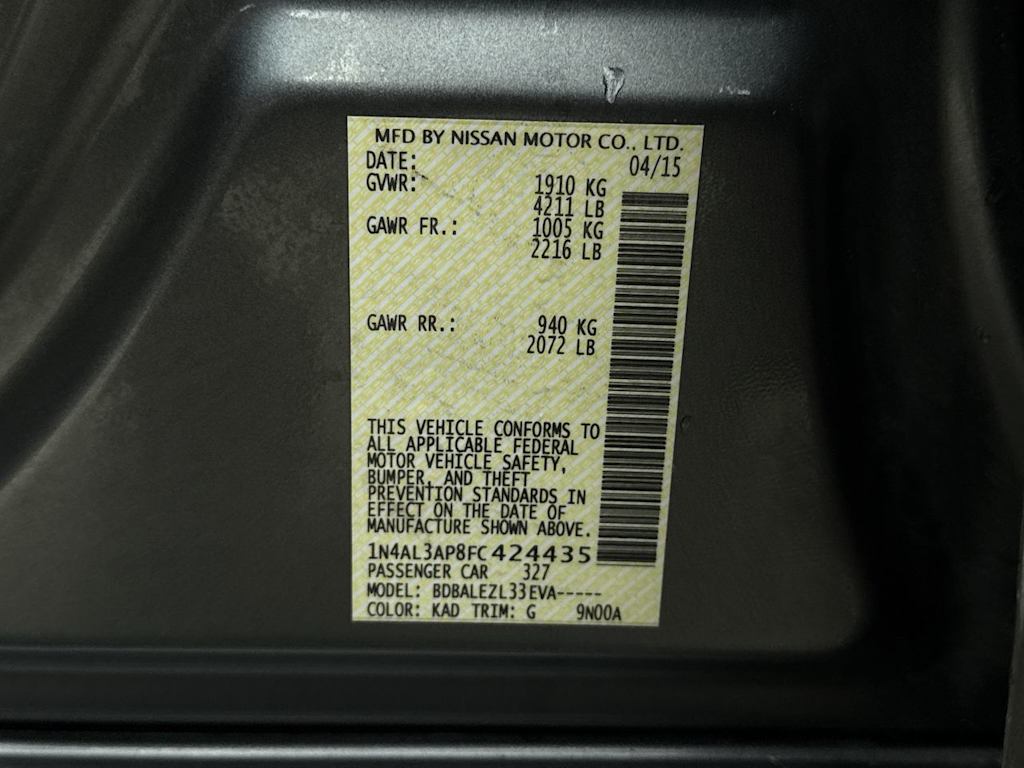 MFD BY NISSAN MOTOR CO., LTD.
DATE: 04/15
GVWR: 1910 KG
4211 LB
GAWR FR.: 1005 KG
2216 LB
GAWR RR.: 940 KG
2072 LB
THIS VEHICLE CONFORMS TO
ALL APPLICABLE FEDERAL
MOTOR VEHICLE SAFETY,
BUMPER, AND THEFT
PREVENTION STANDARDS IN
EFFECT ON THE DATE OF
MANUFACTURE SHOWN ABOVE.
1N4AL3AP8FC424435
PASSENGER CAR 327
MODEL: BDBALEZL33EVA-----
COLOR: KAD TRIM: G 9N00A